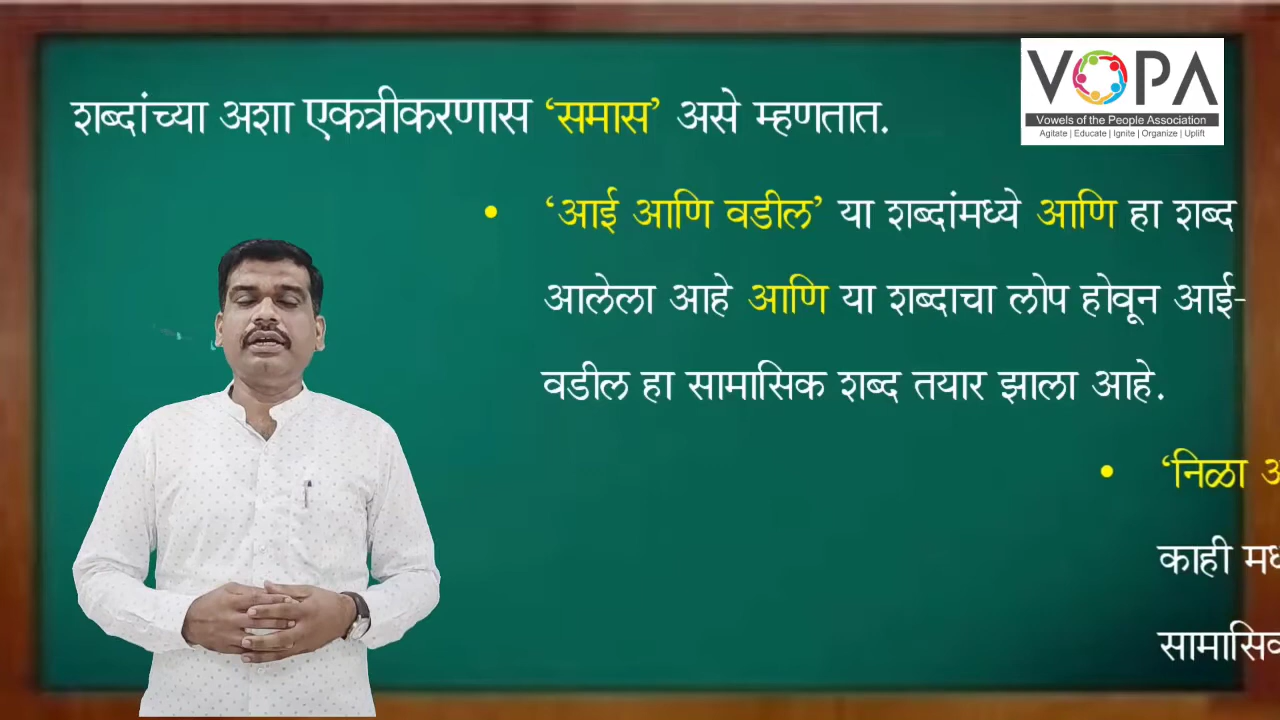 शब्दांच्या अशा एकत्रीकरणास ‘समास’ असे म्हणतात.
VOPA
Vowels of the People Association
Agitate | Educate | Ignite | Organize | Uplift
• ‘आई आणि वडील’ या शब्दांमध्ये आणि हा शब्द
आलेला आहे आणि या शब्दाचा लोप होवून आई-
वडील हा सामासिक शब्द तयार झाला आहे.
• ‘निळा
काही